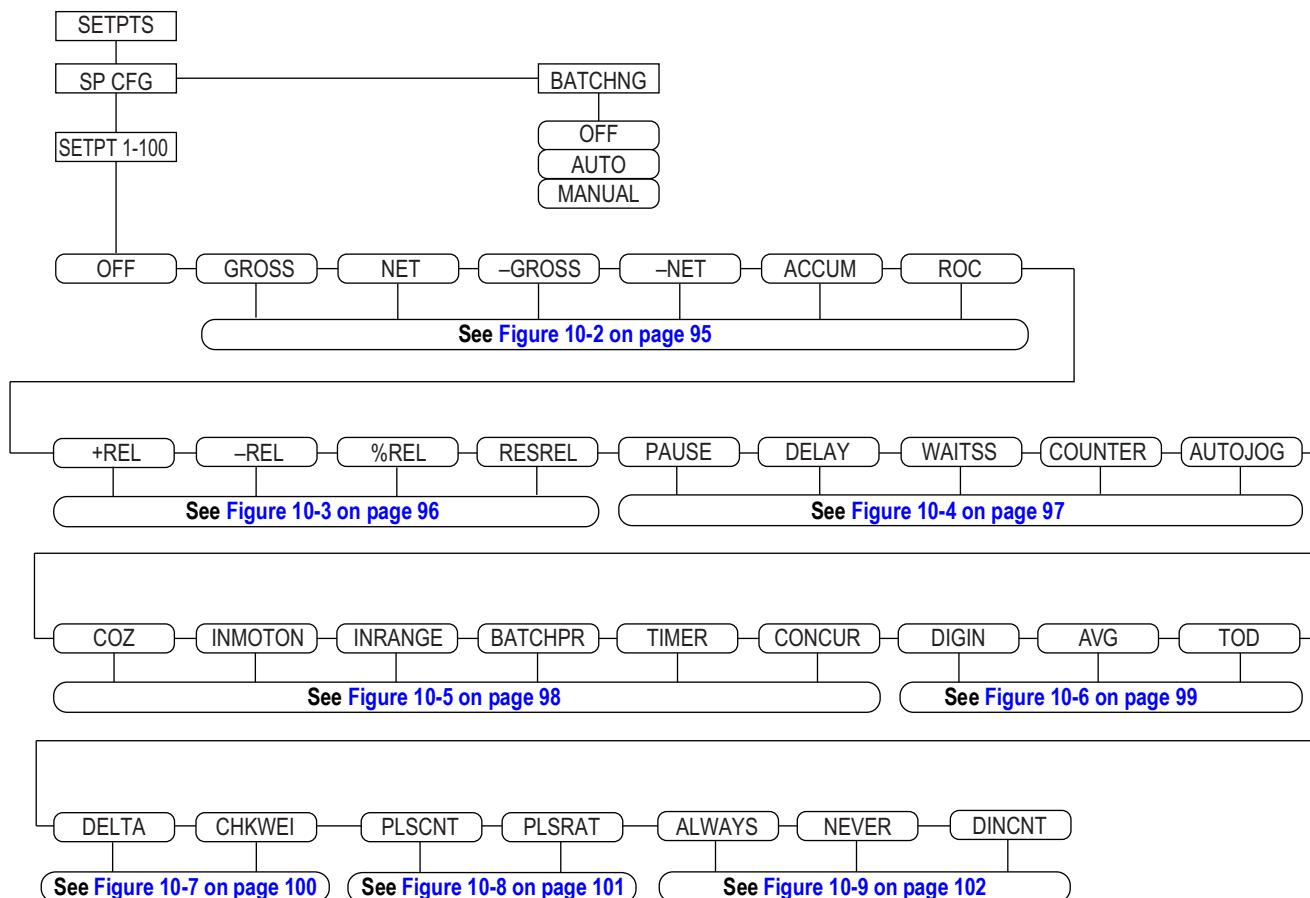 SETPTS
SP CFG
BATCHNG
SETPT 1-100
OFF
AUTO
MANUAL
OFF
GROSS
NET
–GROSS
–NET
ACCUM
ROC
See Figure 10-2 on page 95
+REL
–REL
%REL
RESREL
PAUSE
DELAY
WAITSS
COUNTER
AUTOJOG
See Figure 10-3 on page 96
See Figure 10-4 on page 97
COZ
INMOTON
INRANGE
BATCHPR
TIMER
CONCUR
DIGIN
AVG
TOD
See Figure 10-5 on page 98
See Figure 10-6 on page 99
DELTA
CHKWEI
PLSCNT
PLSRAT
ALWAYS
NEVER
DINCNT
See Figure 10-7 on page 100
See Figure 10-8 on page 101
See Figure 10-9 on page 102